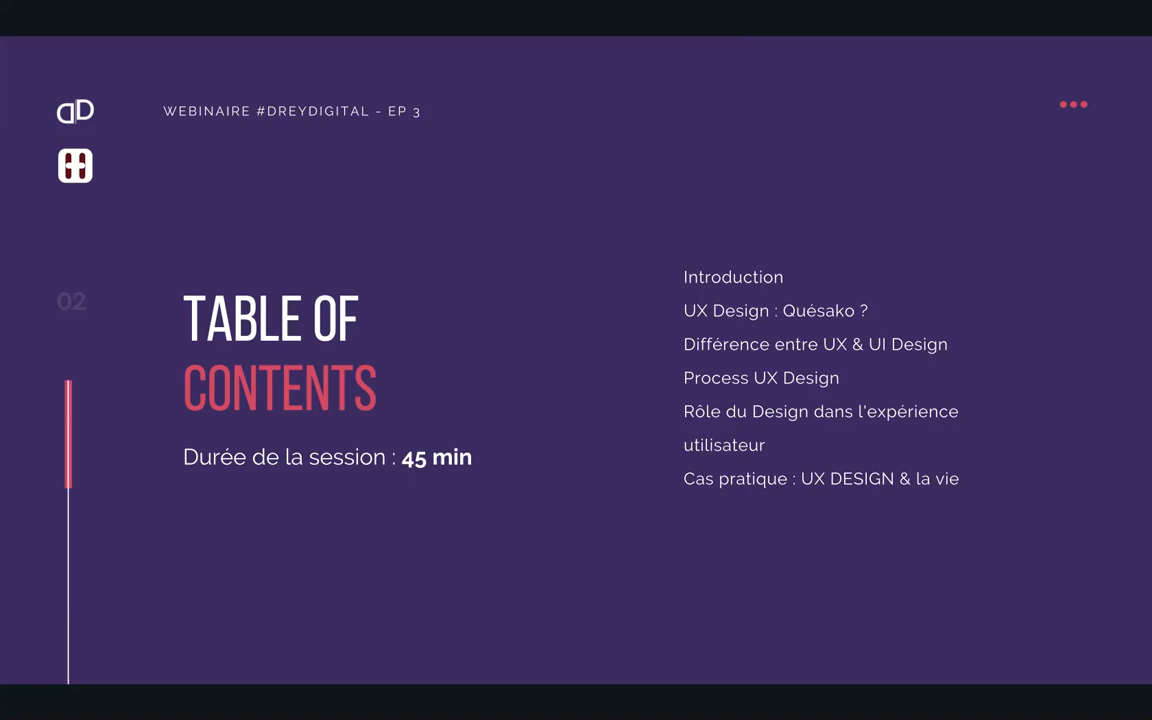 WEBINAIRE #DREYDIGITAL - EP 3
02
TABLE OF
CONTENTS
Durée de la session : 45 min
Introduction
UX Design : Quésako ?
Différence entre UX & UI Design
Process UX Design
Rôle du Design dans l'expérience
utilisateur
Cas pratique : UX DESIGN & la vie